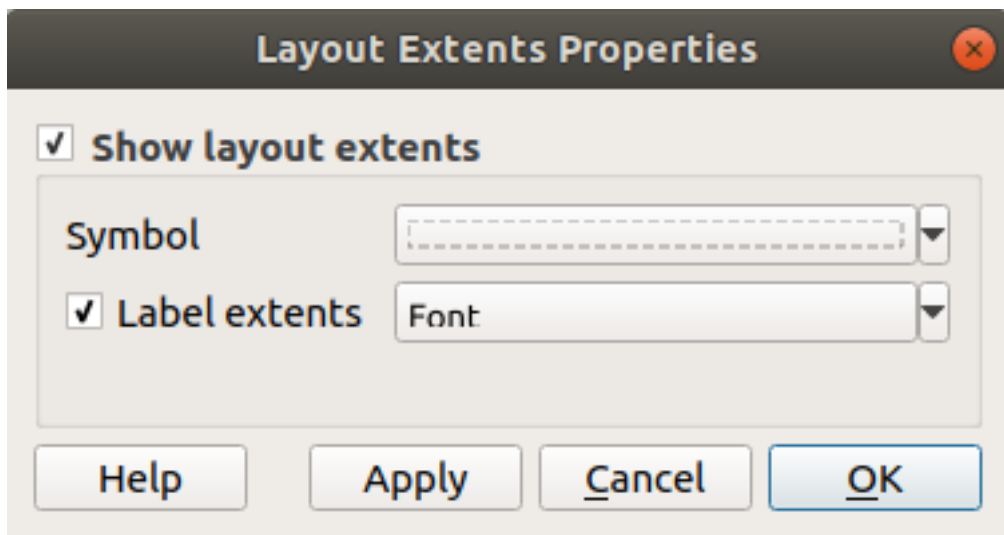 Layout Extents Properties
Show layout extents
Symbol
Label extents Font
Help Apply Cancel OK